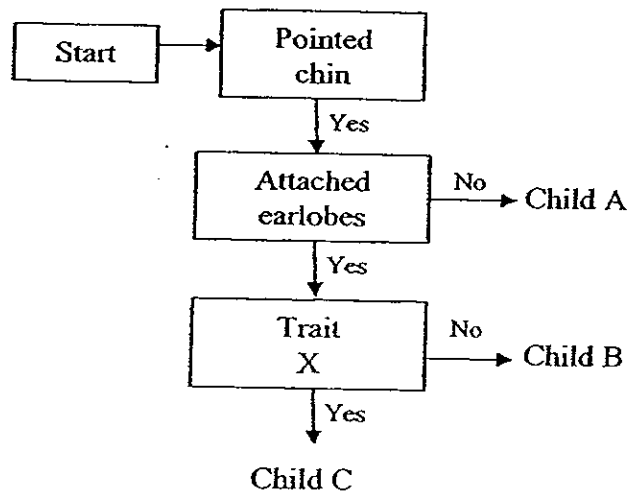 Start
Pointed
chin
Yes
Attached
earlobes
No
Child A
Yes
Trait
X
No
Child B
Yes
Child C